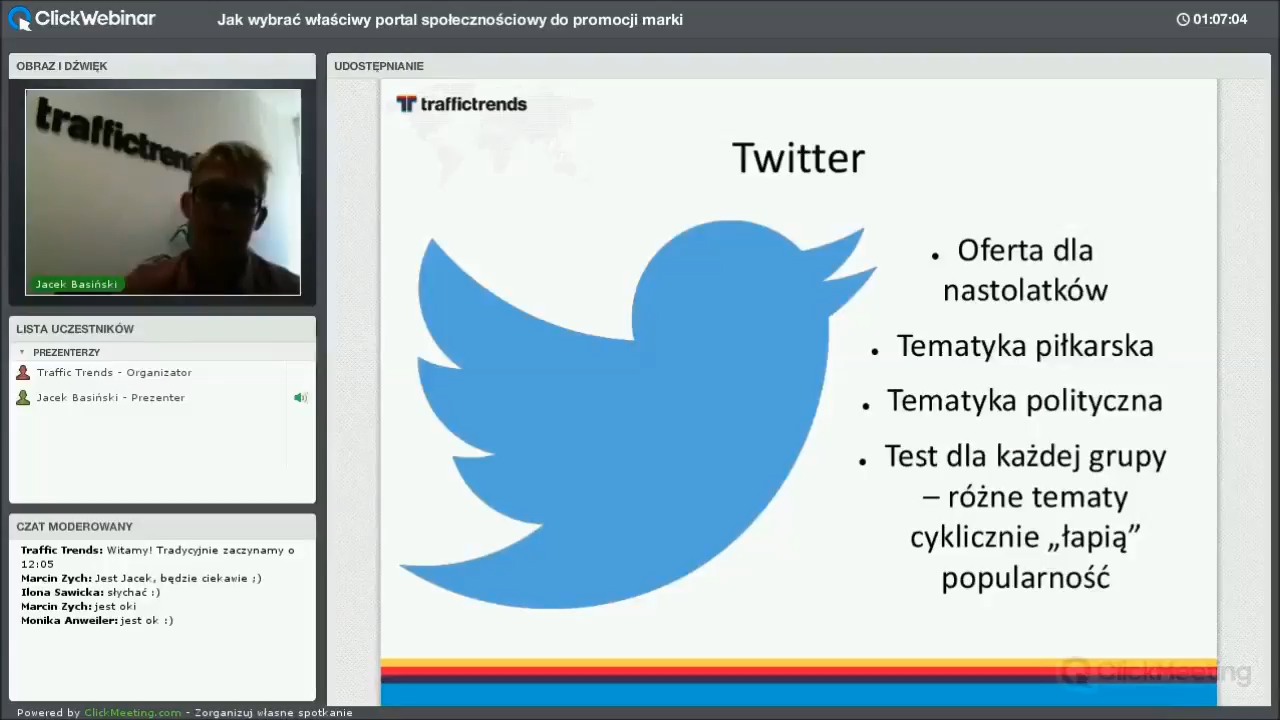 ClickWebinar
Jak wybrać właściwy portal społecznościowy do promocji marki
01:07:04
OBRAZ I DŹWIĘK
traffictrend
Jacek Basiński
LISTA UCZESTNIKÓW
PREZENTERZY
Traffic Trends - Organizator
Jacek Basiński - Prezenter
CZAT MODEROWANY
Traffic Trends: Witamy! Tradycyjnie zaczynamy o
12:05
Marcin Zych: Jest Jacek, będzie ciekawie ;)
Ilona Sawicka: słychać :)
Marcin Zych: jest oki
Monika Anweiler: jest ok :)
UDOSTĘPNIANIE
traffictrends
Twitter
• Oferta dla
nastolatków
• Tematyka piłkarska
• Tematyka polityczna
• Test dla każdej grupy
– różne tematy
cyklicznie „łapią”
popularność
ClickMeeting
Powered by ClickMeeting.com - Zorganizuj własne spotkanie